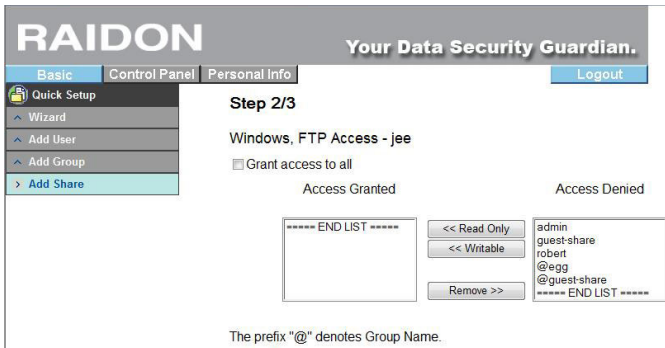 RAIDON
Your Data Security Guardian.
Basic
Control Panel
Personal Info
Logout
Quick Setup
Wizard
Add User
Add Group
Add Share
Step 2/3
Windows, FTP Access - jee
Grant access to all
Access Granted
Access Denied
===== END LIST =====
<< Read Only
<< Writable
Remove >>
admin
guest-share
robert
@egg
@guest-share
===== END LIST =====
The prefix "@" denotes Group Name.